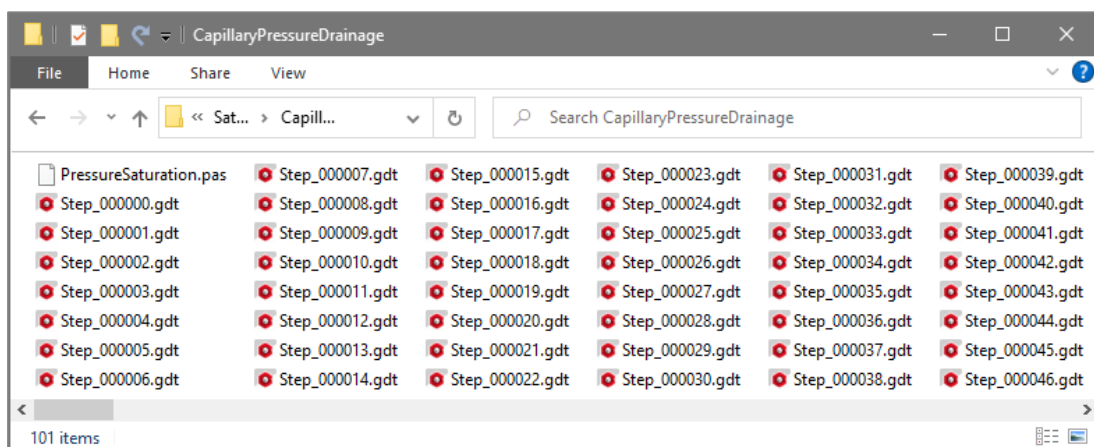 CapillaryPressureDrainage
File Home Share View
« Sat... > Capill... Search CapillaryPressureDrainage
PressureSaturation.pas Step_000007.gdt Step_000015.gdt Step_000023.gdt Step_000031.gdt Step_000039.gdt
Step_000000.gdt Step_000008.gdt Step_000016.gdt Step_000024.gdt Step_000032.gdt Step_000040.gdt
Step_000001.gdt Step_000009.gdt Step_000017.gdt Step_000025.gdt Step_000033.gdt Step_000041.gdt
Step_000002.gdt Step_000010.gdt Step_000018.gdt Step_000026.gdt Step_000034.gdt Step_000042.gdt
Step_000003.gdt Step_000011.gdt Step_000019.gdt Step_000027.gdt Step_000035.gdt Step_000043.gdt
Step_000004.gdt Step_000012.gdt Step_000020.gdt Step_000028.gdt Step_000036.gdt Step_000044.gdt
Step_000005.gdt Step_000013.gdt Step_000021.gdt Step_000029.gdt Step_000037.gdt Step_000045.gdt
Step_000006.gdt Step_000014.gdt Step_000022.gdt Step_000030.gdt Step_000038.gdt Step_000046.gdt
101 items